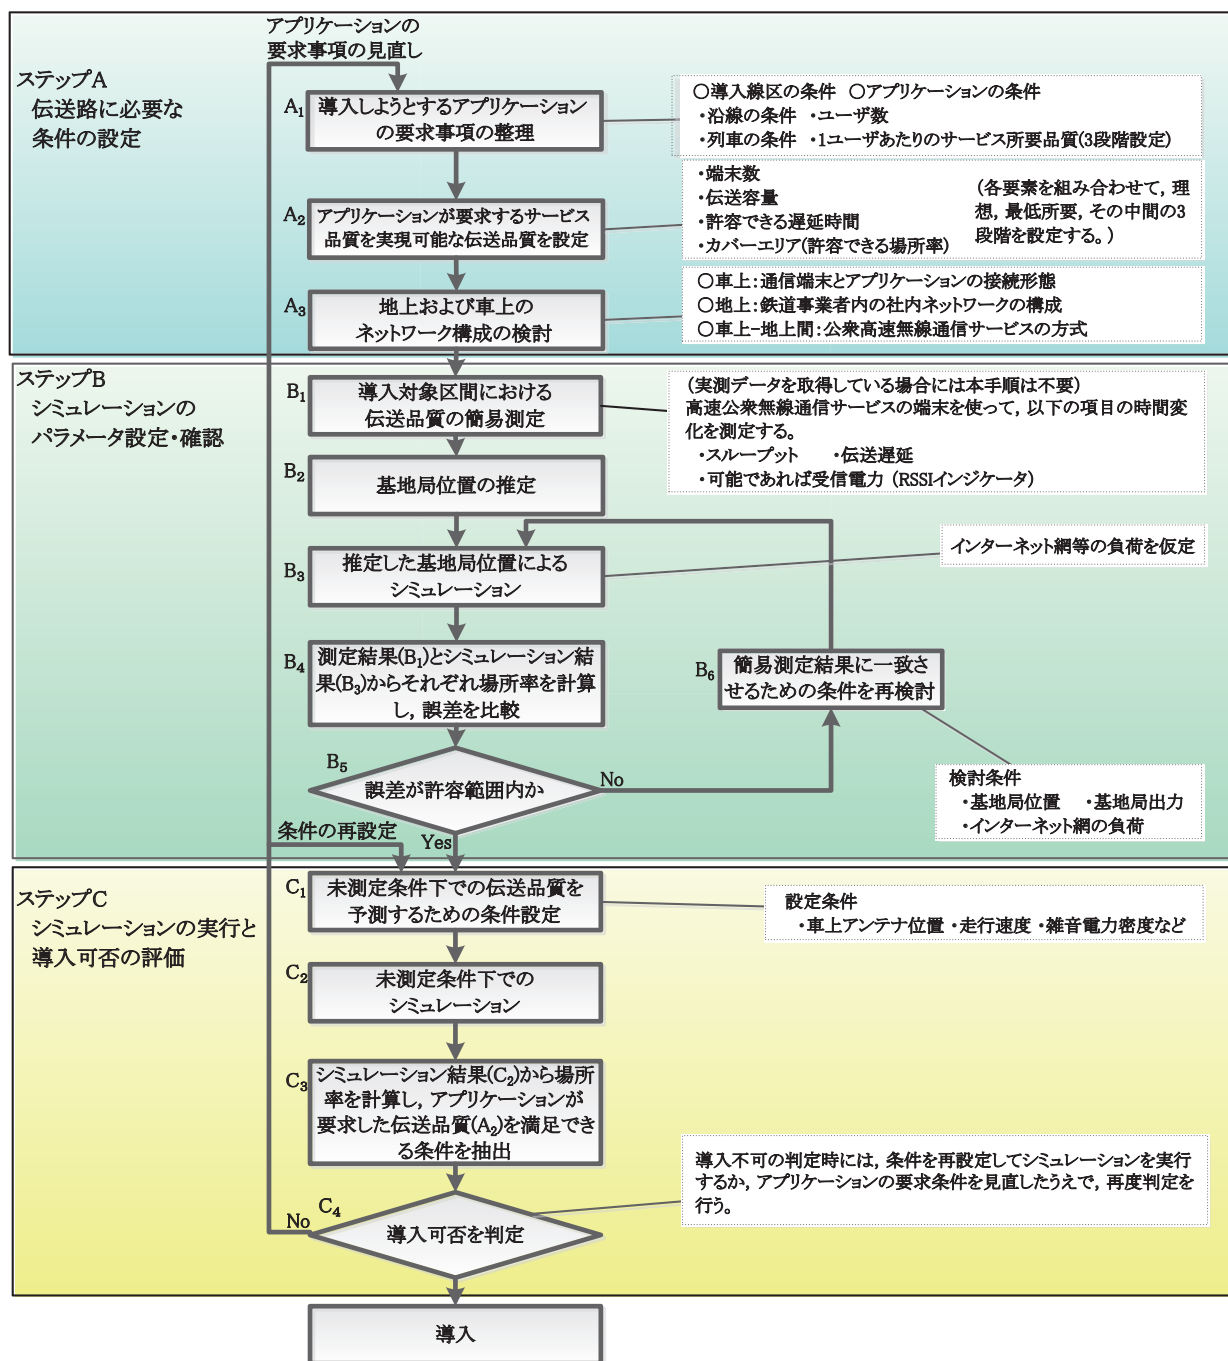 アプリケーションの
要求事項の見直し
ステップA
伝送路に必要な
条件の設定
A1
導入しようとするアプリケーション
の要求事項の整理
○導入線区の条件 ○アプリケーションの条件
・沿線の条件 ・ユーザ数
・列車の条件 ・1ユーザあたりのサービス所要品質(3段階設定)
A2
アプリケーションが要求するサービス
品質を実現可能な伝送品質を設定
・端末数
・伝送容量
・許容できる遅延時間
・カバーエリア(許容できる場所率)
(各要素を組み合わせて, 理
想, 最低所要, その中間の3
段階を設定する。)
A3
地上および車上の
ネットワーク構成の検討
○車上:通信端末とアプリケーションの接続形態
○地上:鉄道事業者内の社内ネットワークの構成
○車上-地上間:公衆高速無線通信サービスの方式
ステップB
シミュレーションの
パラメータ設定・確認
B1
導入対象区間における
伝送品質の簡易測定
(実測データを取得している場合には本手順は不要)
高速公衆無線通信サービスの端末を使って, 以下の項目の時間変
化を測定する。
・スループット ・伝送遅延
・可能であれば受信電力 (RSSIインジケータ)
B2
基地局位置の推定
B3
推定した基地局位置による
シミュレーション
インターネット網等の負荷を仮定
B4
測定結果(B1)とシミュレーション結
果(B3)からそれぞれ場所率を計算
し, 誤差を比較
B6
簡易測定結果に一致さ
せるための条件を再検討
B5
誤差が許容範囲内か
No
検討条件
・基地局位置 ・基地局出力
・インターネット網の負荷
条件の再設定
Yes
ステップC
シミュレーションの実行と
導入可否の評価
C1
未測定条件下での伝送品質を
予測するための条件設定
設定条件
・車上アンテナ位置 ・走行速度 ・雑音電力密度など
C2
未測定条件下での
シミュレーション
C3
シミュレーション結果(C2)から場所
率を計算し, アプリケーションが
要求した伝送品質(A2)を満足でき
る条件を抽出
導入不可の判定時には, 条件を再設定してシミュレーションを実行
するか, アプリケーションの要求条件を見直したうえで, 再度判定を
行う。
C4
No
導入可否を判定
導入